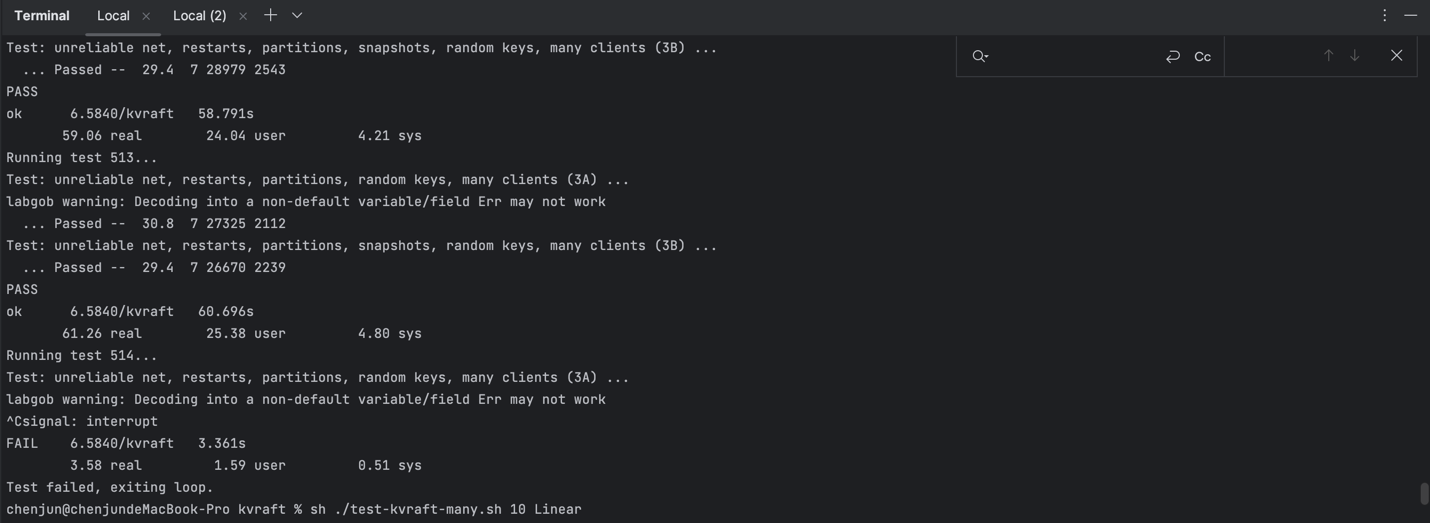 Terminal Local Local (2)
Cc
Test: unreliable net, restarts, partitions, snapshots, random keys, many clients (3B) ...
... Passed -- 29.4 7 28979 2543
PASS
ok 6.5840/kvraft 58.791s
59.06 real 24.04 user 4.21 sys
Running test 513...
Test: unreliable net, restarts, partitions, random keys, many clients (3A) ...
labgob warning: Decoding into a non-default variable/field Err may not work
... Passed -- 30.8 7 27325 2112
Test: unreliable net, restarts, partitions, snapshots, random keys, many clients (3B) ...
... Passed -- 29.4 7 26670 2239
PASS
ok 6.5840/kvraft 60.696s
61.26 real 25.38 user 4.80 sys
Running test 514...
Test: unreliable net, restarts, partitions, random keys, many clients (3A) ...
labgob warning: Decoding into a non-default variable/field Err may not work
^Csignal: interrupt
FAIL 6.5840/kvraft 3.361s
3.58 real 1.59 user 0.51 sys
Test failed, exiting loop.
chenjun@chenjundeMacBook-Pro kvraft % sh ./test-kvraft-many.sh 10 Linear